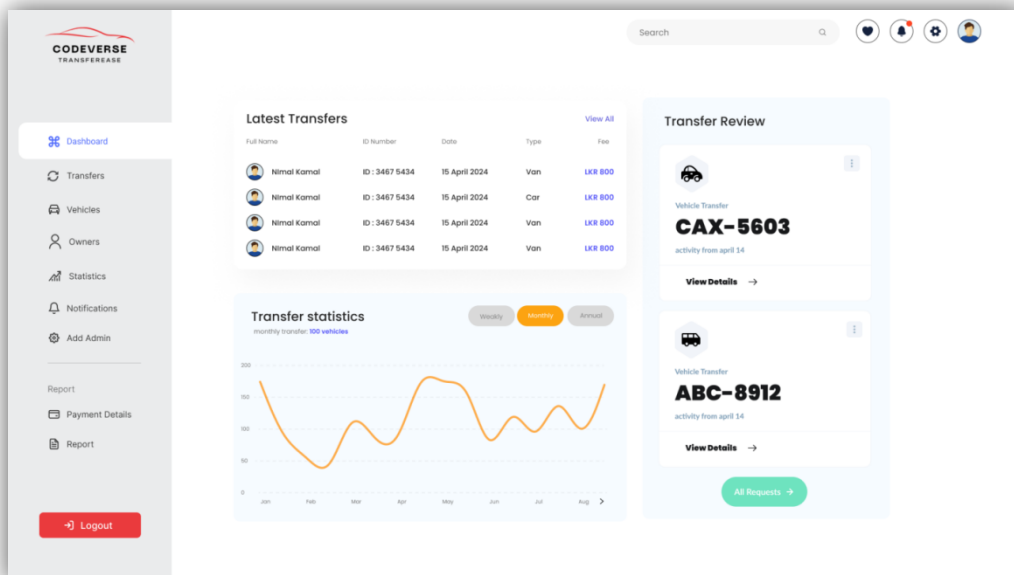 CODEVERSE
TRANSFEREASE
Search
Dashboard
Transfers
Vehicles
Owners
Statistics
Notifications
Add Admin
Report
Payment Details
Report
Logout
Latest Transfers View All
Full Name ID Number Date Type Fee
Nimal Kamal ID : 3467 5434 15 April 2024 Van LKR 800
Nimal Kamal ID : 3467 5434 15 April 2024 Car LKR 800
Nimal Kamal ID : 3467 5434 15 April 2024 Van LKR 800
Nimal Kamal ID : 3467 5434 15 April 2024 Van LKR 800
Transfer statistics
monthly transfer: 100 vehicles
Weakly Monthly Annual
200
150
100
50
0
Jan Feb Mar Apr May Jun Jul Aug
Transfer Review
Vehicle Transfer
CAX-5603
activity from april 14
View Details →
Vehicle Transfer
ABC-8912
activity from april 14
View Details →
All Requests →